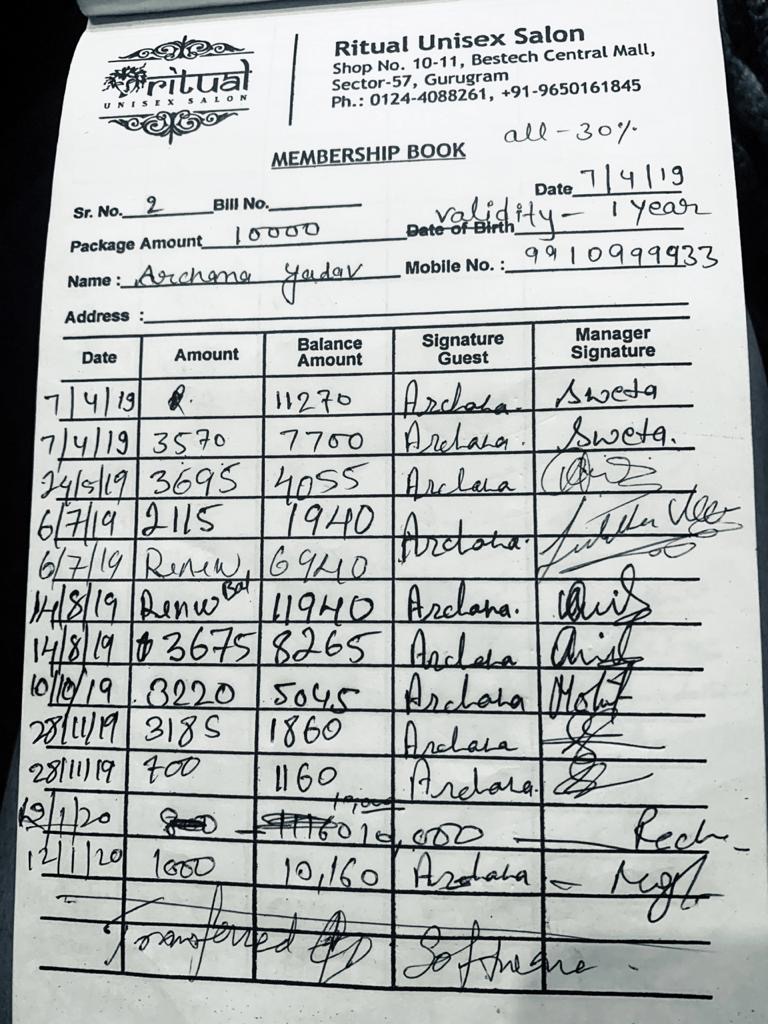 ritual
UNISEX SALON
Ritual Unisex Salon
Shop No. 10-11, Bestech Central Mall,
Sector-57, Gurugram
Ph.: 0124-4088261, +91-9650161845
all - 30%
MEMBERSHIP BOOK
Sr. No. 2 Bill No. Date 7/4/19
validity - 1 year
Package Amount 10000 Date of Birth
Name : Archana Yadav Mobile No. : 9910999933
Address :
Date Amount Balance Amount Signature Guest Manager Signature
7/4/19 R. 11270 Archana. Sweta
7/4/19 3570 7700 Archana. Sweta.
24/5/19 3695 4055 Archana
6/7/19 2115 1940 Archana.
6/7/19 Renew 6940
14/8/19 Renw Bal 11940 Archana.
14/8/19 3675 8265 Archana
10/10/19 3220 5045 Archana Mohit
28/11/19 3185 1860 Archana
28/11/19 700 1160 Archana.
12/1/20 10,000
12/1/20 1000 10,160 Archana
Transferred Software.